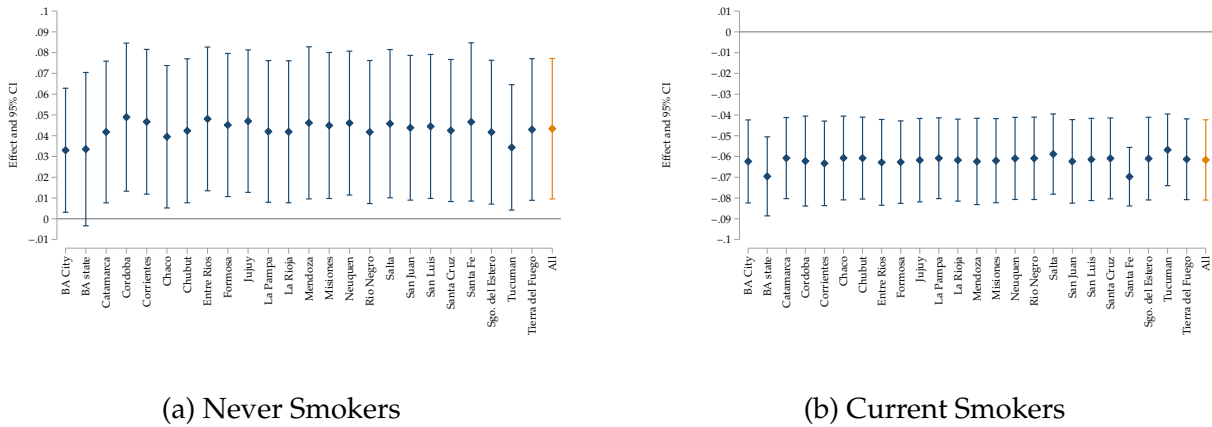 Effect and 95% CI
.1
.09
.08
.07
.06
.05
.04
.03
.02
.01
0
−.01
BA City
BA state
Catamarca
Cordoba
Corrientes
Chaco
Chubut
Entre Rios
Formosa
Jujuy
La Pampa
La Rioja
Mendoza
Misiones
Neuquen
Rio Negro
Salta
San Juan
San Luis
Santa Cruz
Santa Fe
Sgo. del Estero
Tucuman
Tierra del Fuego
All
(a) Never Smokers
Effect and 95% CI
.01
0
−.01
−.02
−.03
−.04
−.05
−.06
−.07
−.08
−.09
−.1
BA City
BA state
Catamarca
Cordoba
Corrientes
Chaco
Chubut
Entre Rios
Formosa
Jujuy
La Pampa
La Rioja
Mendoza
Misiones
Neuquen
Rio Negro
Salta
San Juan
San Luis
Santa Cruz
Santa Fe
Sgo. del Estero
Tucuman
Tierra del Fuego
All
(b) Current Smokers